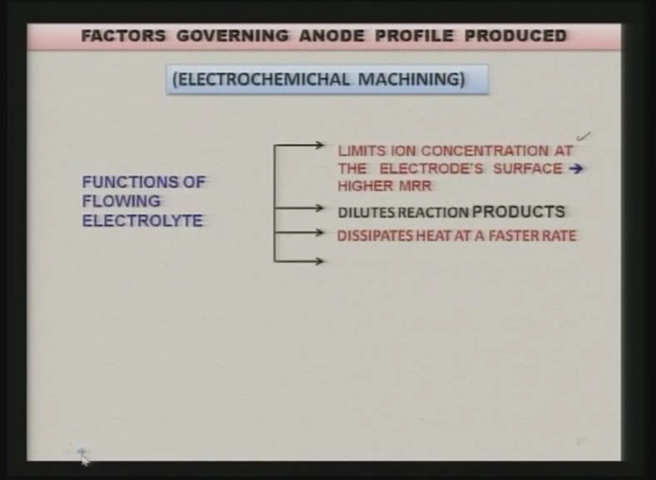 FACTORS GOVERNING ANODE PROFILE PRODUCED
(ELECTROCHEMICHAL MACHINING)
FUNCTIONS OF
FLOWING
ELECTROLYTE
LIMITS ION CONCENTRATION AT
THE ELECTRODE'S SURFACE →
HIGHER MRR
DILUTES REACTION PRODUCTS
DISSIPATES HEAT AT A FASTER RATE